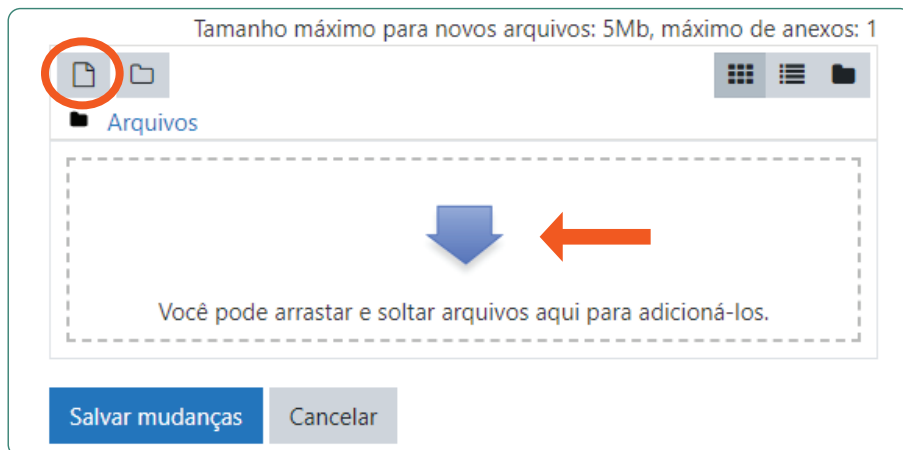 Tamanho máximo para novos arquivos: 5Mb, máximo de anexos: 1
Arquivos
Você pode arrastar e soltar arquivos aqui para adicioná-los.
Salvar mudanças
Cancelar